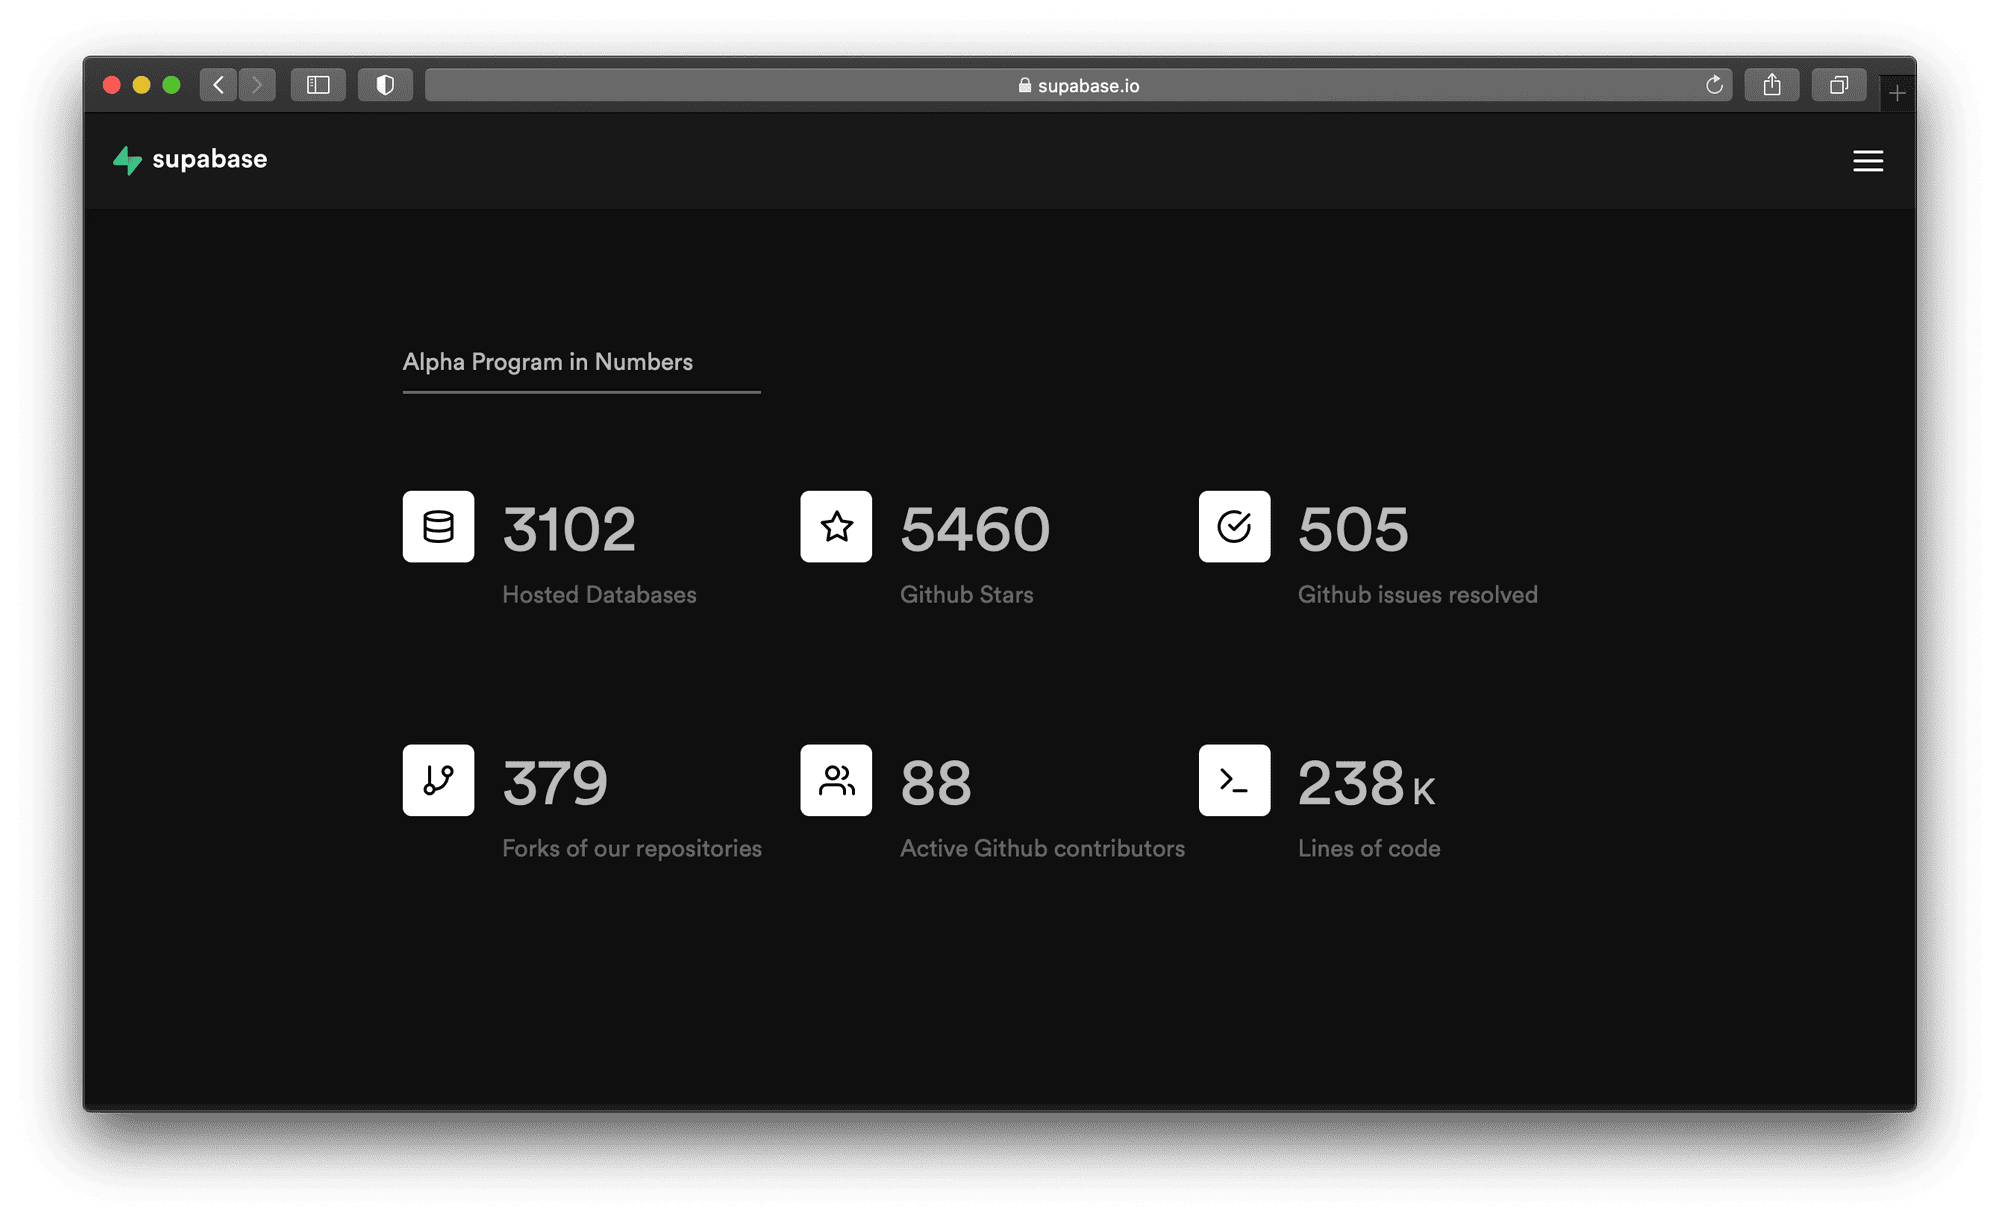 supabase.io
supabase
Alpha Program in Numbers
3102
Hosted Databases
5460
Github Stars
505
Github issues resolved
379
Forks of our repositories
88
Active Github contributors
238 K
Lines of code